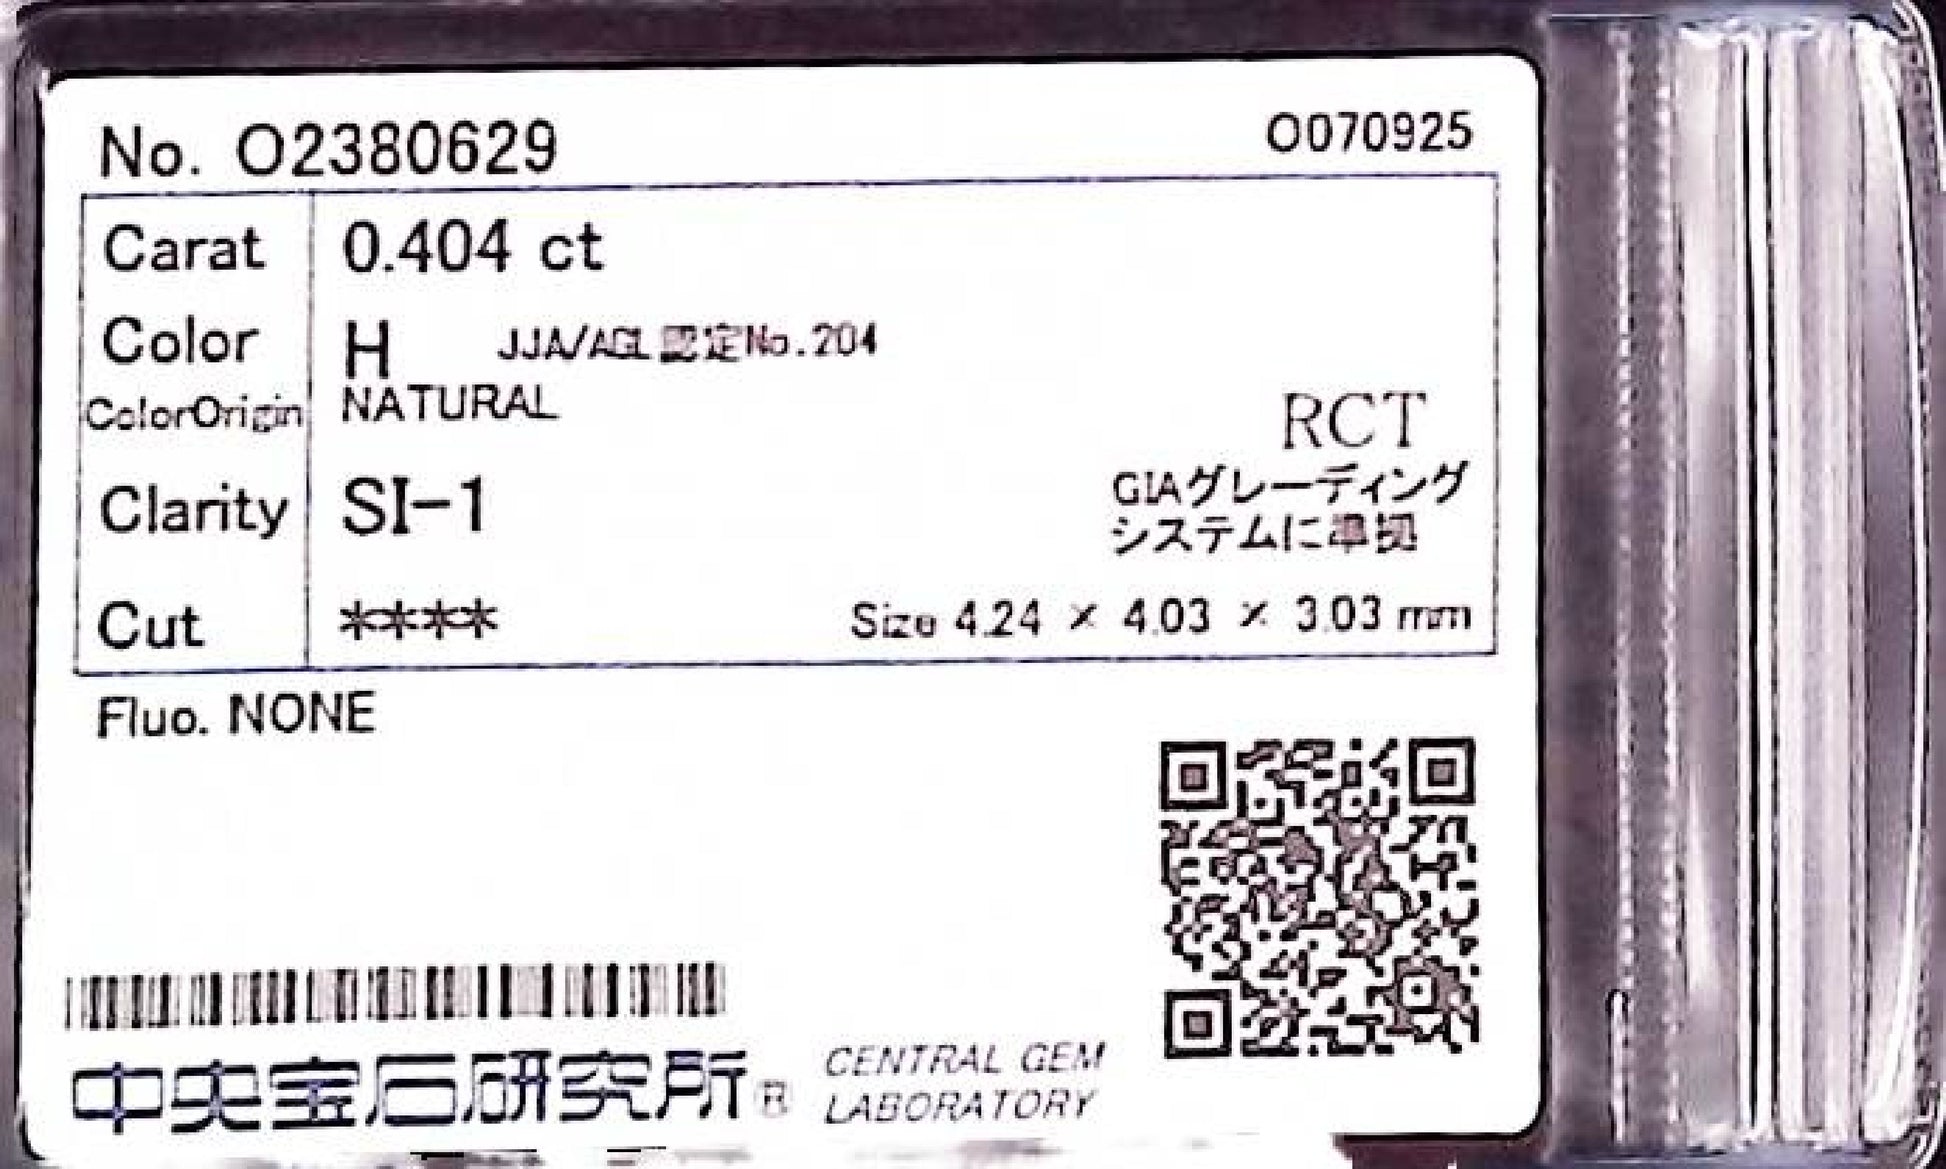 No. O2380629
O070925
Carat 0.404 ct
Color H JJA/AGL認定No.204
ColorOrigin NATURAL
RCT
Clarity SI-1
GIAグレーディング
システムに準拠
Cut ****
Size 4.24 × 4.03 × 3.03 mm
Fluo. NONE
中央宝石研究所®
CENTRAL GEM
LABORATORY